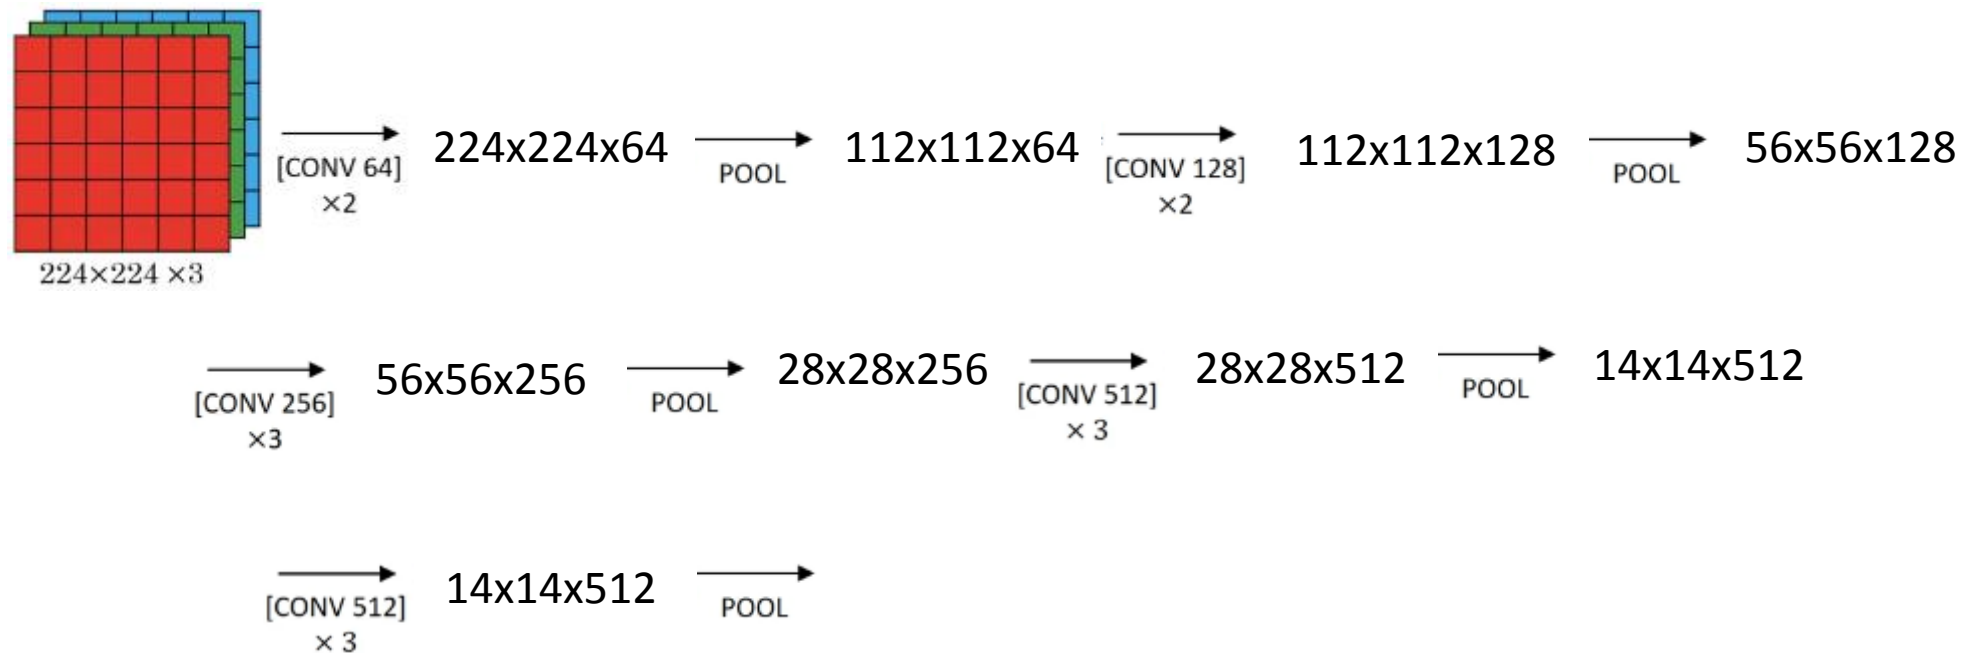 224×224 ×3
[CONV 64]
×2
224x224x64
POOL
112x112x64
[CONV 128]
×2
112x112x128
POOL
56x56x128
[CONV 256]
×3
56x56x256
POOL
28x28x256
[CONV 512]
× 3
28x28x512
POOL
14x14x512
[CONV 512]
× 3
14x14x512
POOL